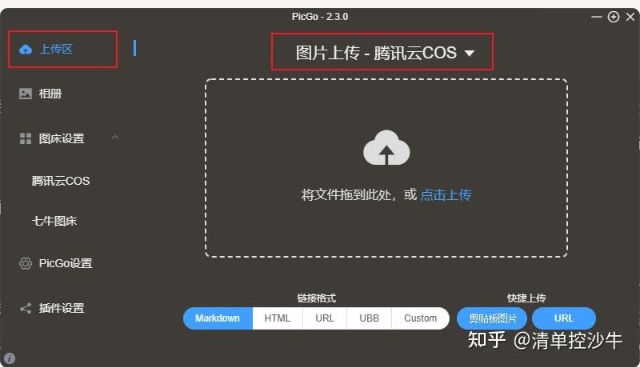 PicGo - 2.3.0
上传区
相册
图床设置
腾讯云COS
七牛图床
PicGo设置
插件设置
图片上传 - 腾讯云COS
将文件拖到此处，或 点击上传
链接格式
Markdown HTML URL UBB Custom
快捷上传
剪贴板图片 URL
知乎 @清单控沙牛